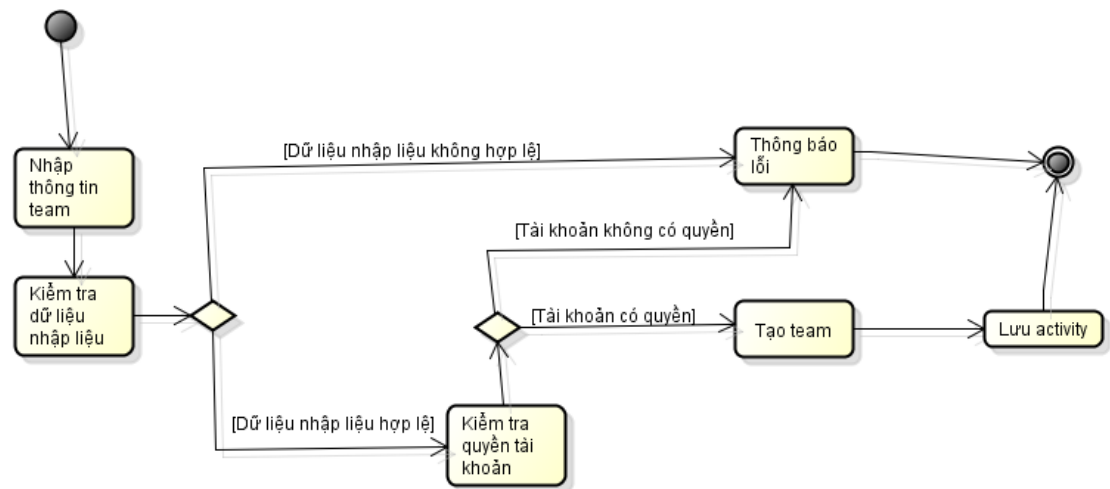 [Dữ liệu nhập liệu không hợp lệ]
Thông báo
lỗi
Nhập
thông tin
team
[Tài khoản không có quyền]
Kiểm tra
dữ liệu
nhập liệu
[Tài khoản có quyền]
Tạo team
Lưu activity
[Dữ liệu nhập liệu hợp lệ]
Kiểm tra
quyền tài
khoản